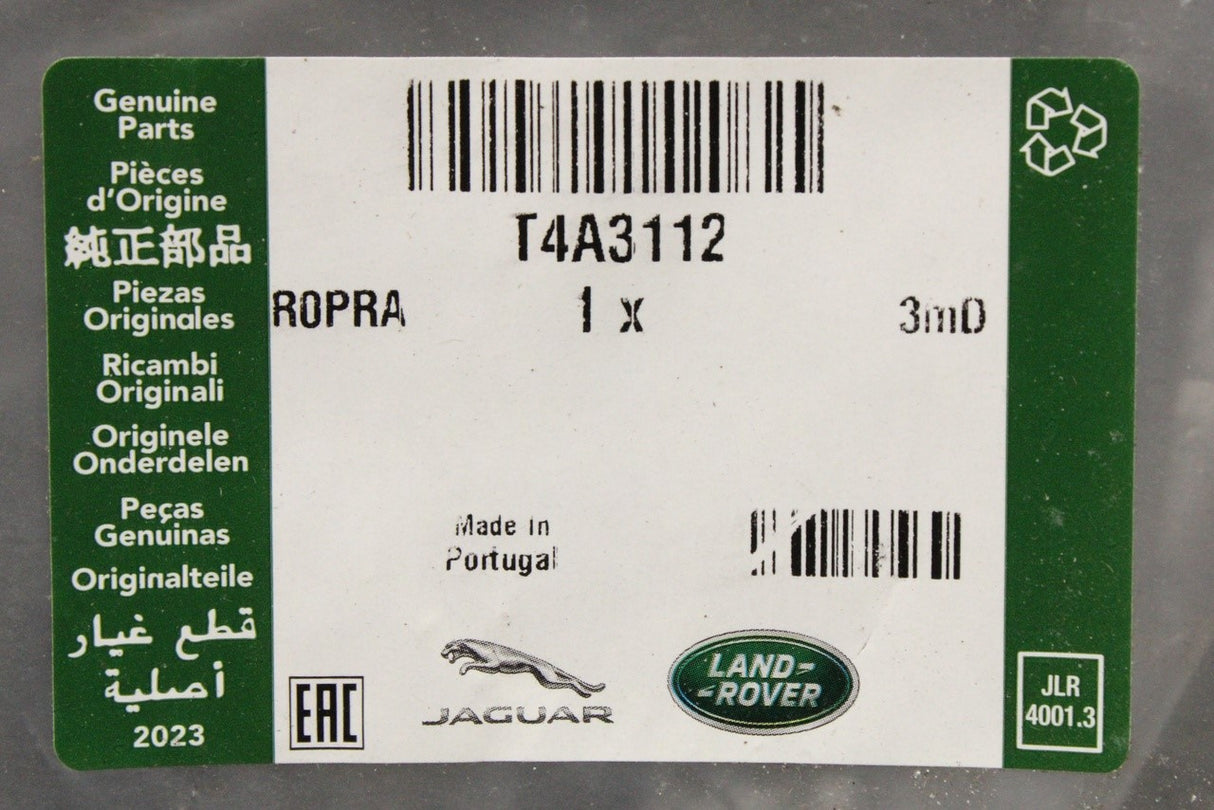 Genuine
Parts
Pièces
d'Origine
純正部品
Piezas
Originales
Ricambi
Originali
Originele
Onderdelen
Peças
Genuinas
Originalteile
قطع غيار
أصلية
2023
T4A3112
R0PRA 1 x 3mD
Made In
Portugal
EAC
JAGUAR
LAND-
-ROVER
JLR
4001.3